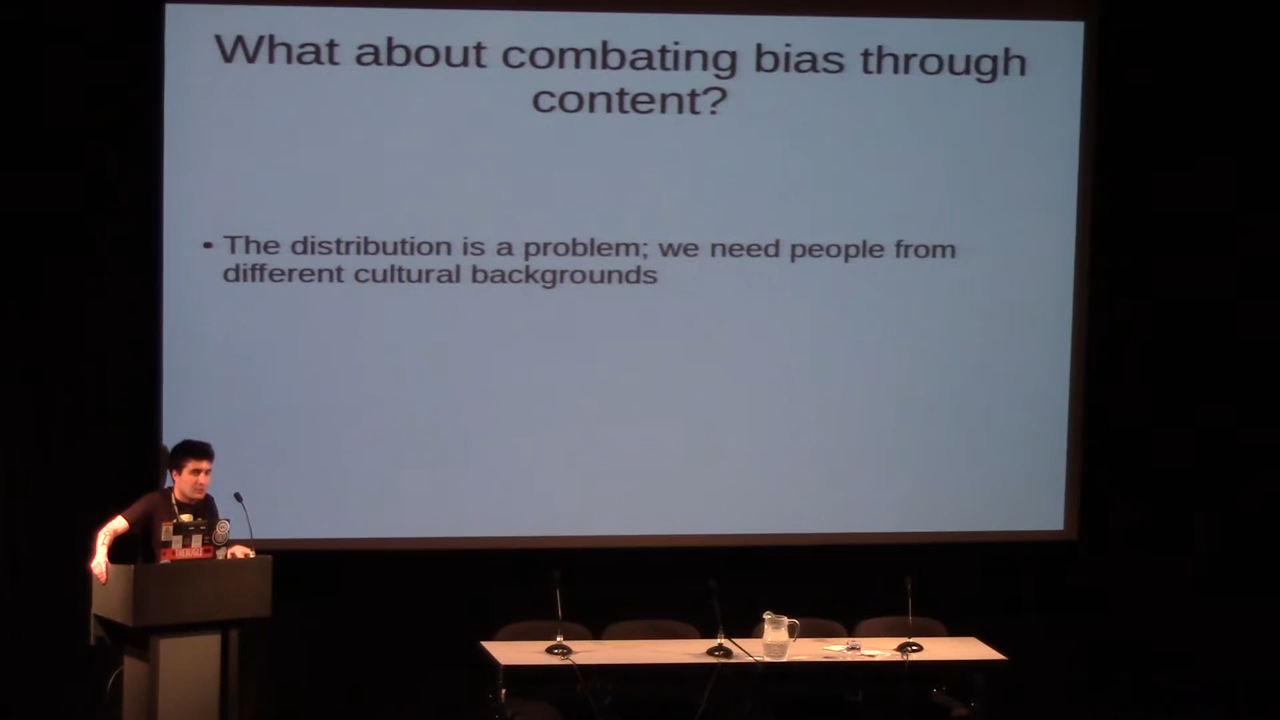 What about combating bias through
content?
• The distribution is a problem; we need people from
different cultural backgrounds